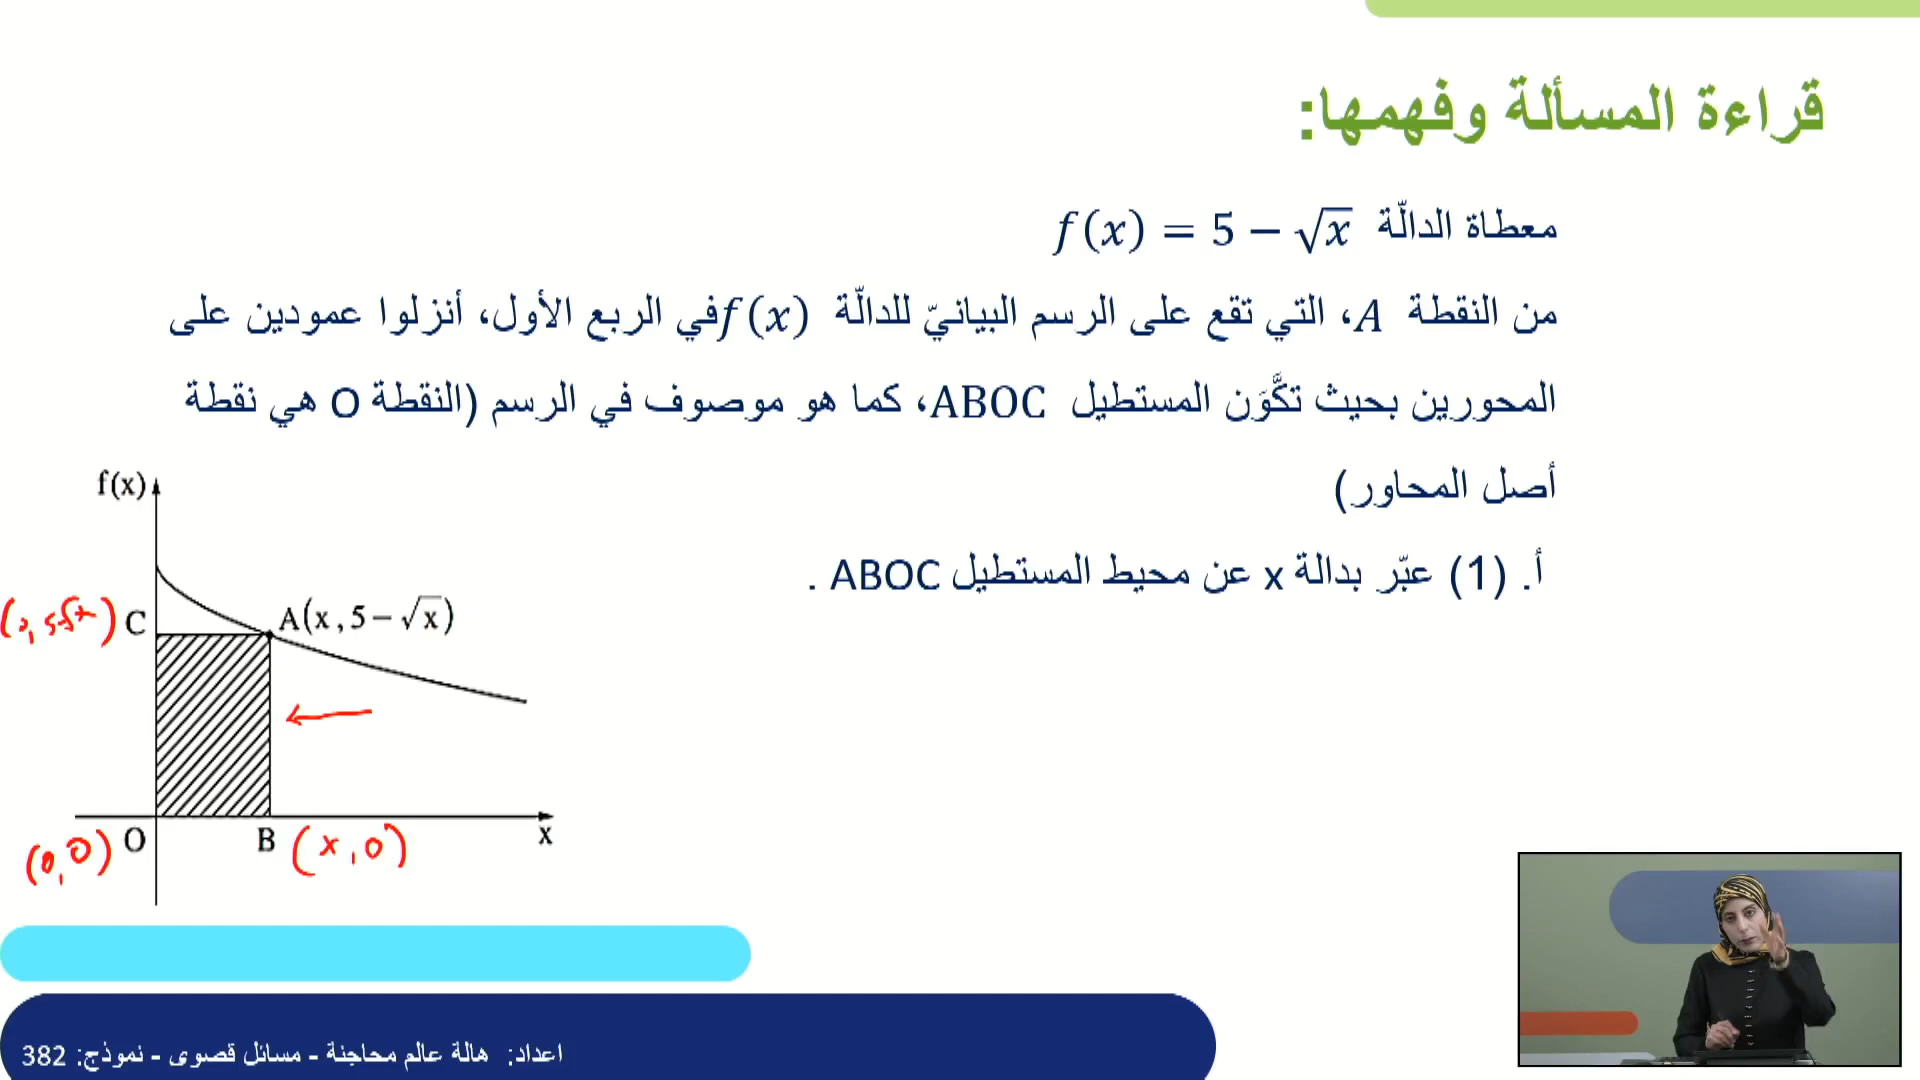 قراءة المسألة وفهمها:
معطاة الدالّة f(x) = 5 − √x
من النقطة A، التي تقع على الرسم البيانيّ للدالّة f(x) في الربع الأول، أنزلوا عمودين على
المحورين بحيث تكَّوَن المستطيل ABOC، كما هو موصوف في الرسم (النقطة O هي نقطة
أصل المحاور)
أ. (1) عبّر بدالة x عن محيط المستطيل ABOC .
f(x)
(0, 5-√x) C A(x, 5 − √x)
(0,0) O B (x,0) x
اعداد: هالة عالم محاجنة - مسائل قصوى - نموذج: 382